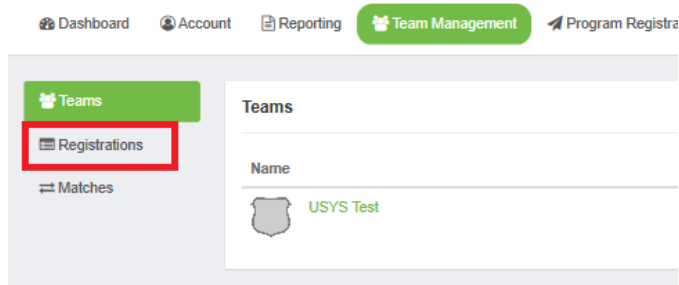 Dashboard Account Reporting Team Management Program Registra
Teams
Registrations
Matches
Teams
Name
USYS Test